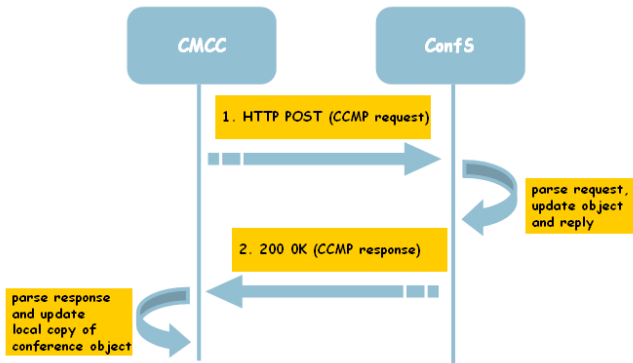 CMCC
ConfS
1. HTTP POST (CCMP request)
parse request,
update object
and reply
2. 200 OK (CCMP response)
parse response
and update
local copy of
conference object